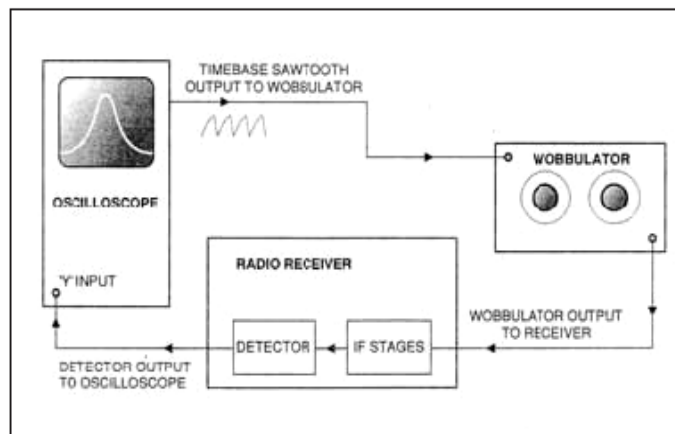 TIMEBASE SAWTOOTH
OUTPUT TO WOBBULATOR
WOBBULATOR
OSCILLOSCOPE
RADIO RECEIVER
'Y' INPUT
WOBBULATOR OUTPUT
TO RECEIVER
DETECTOR
IF STAGES
DETECTOR OUTPUT
TO OSCILLOSCOPE